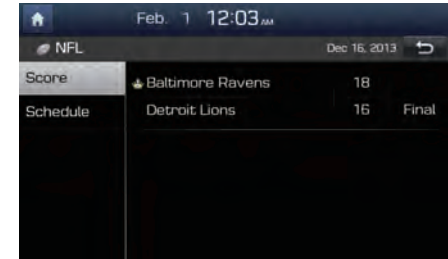 Feb. 1 12:03 AM
NFL Dec 16, 2013
Score
Baltimore Ravens 18
Schedule
Detroit Lions 16 Final